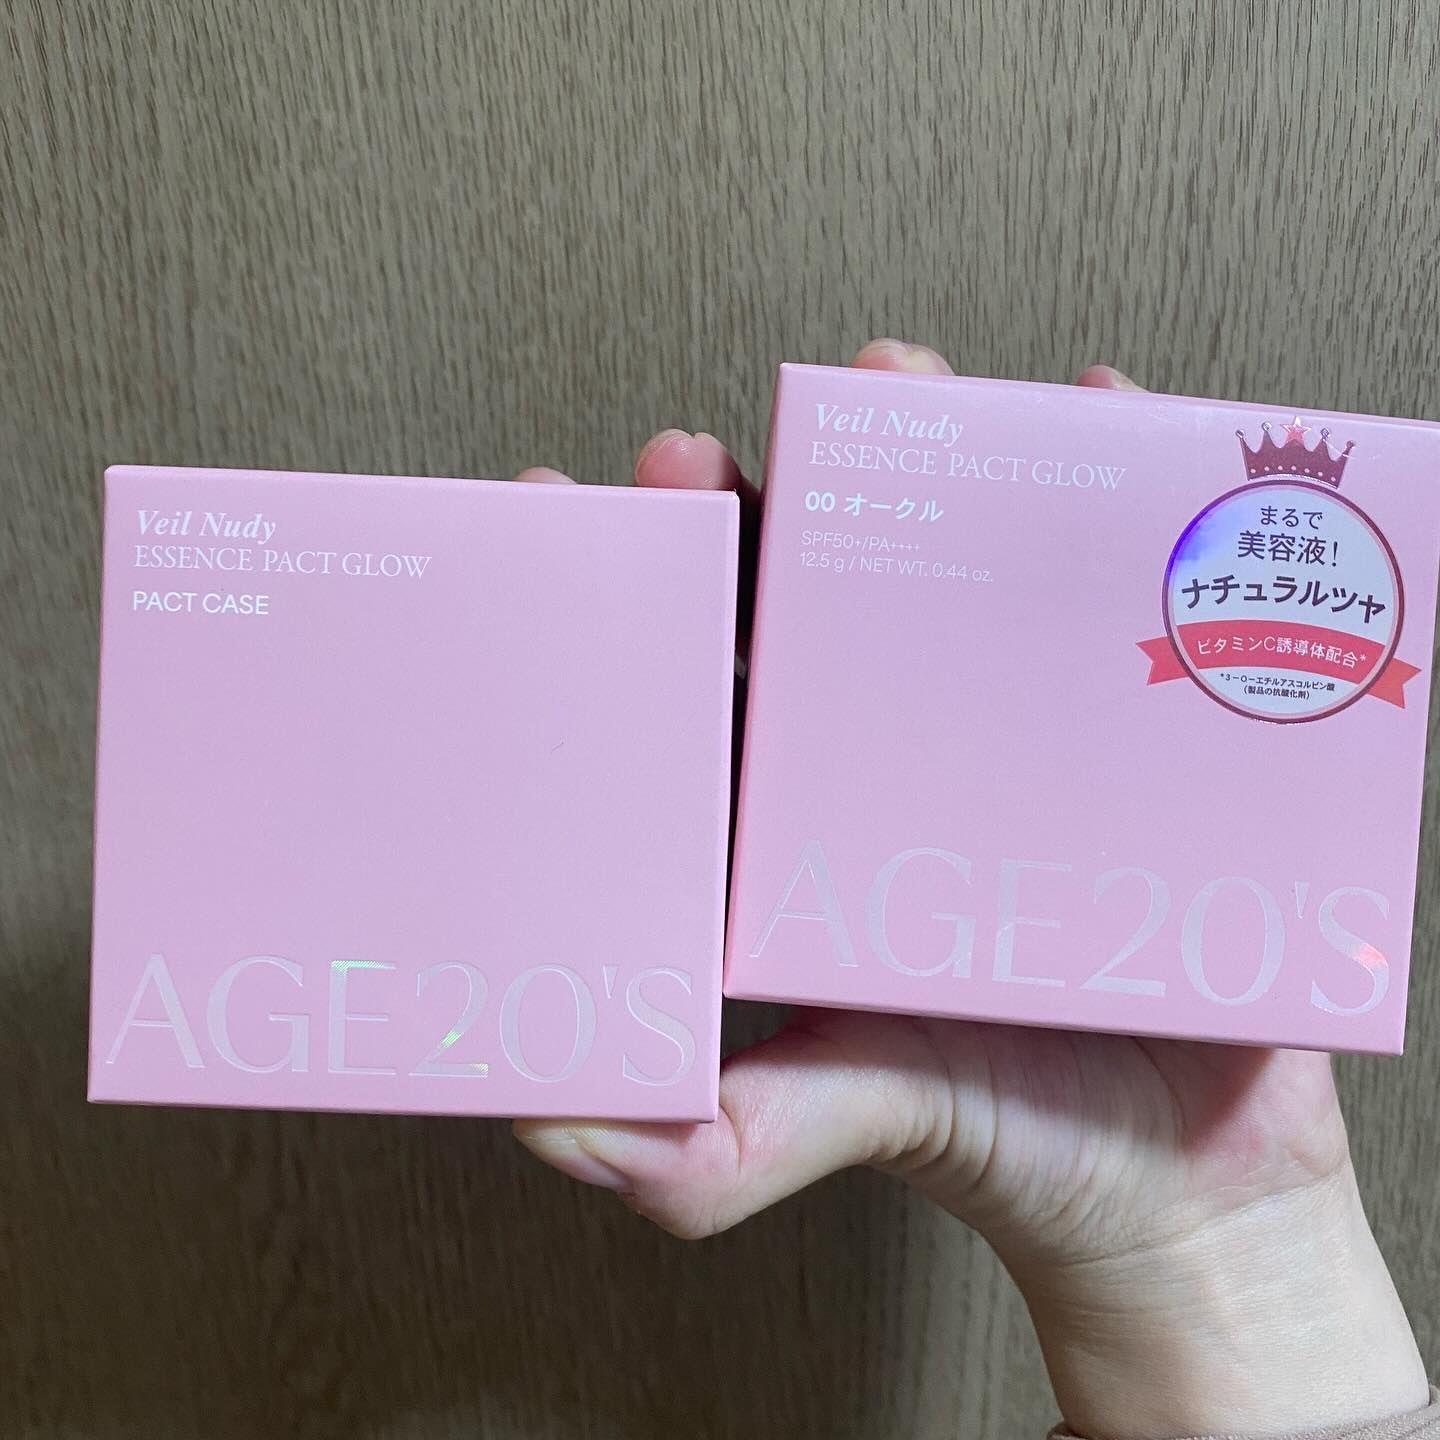 Veil Nudy
ESSENCE PACT GLOW
PACT CASE
AGE20'S
Veil Nudy
ESSENCE PACT GLOW
00 オークル
SPF50+/PA++++
12.5 g / NET WT. 0.44 oz.
まるで
美容液!
ナチュラルツヤ
ビタミンC誘導体配合*
*3-O-エチルアスコルビン酸
(製品の抗酸化剤)
AGE20'S